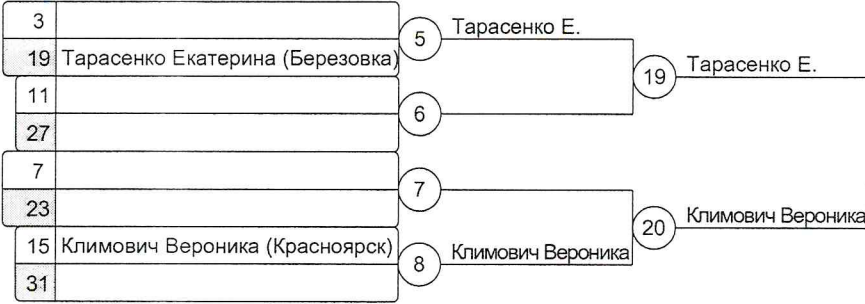 3
5 Тарасенко Е.
19 Тарасенко Екатерина (Березовка)
19 Тарасенко Е.
11
6
27
7
7
23
20 Климович Вероника
15 Климович Вероника (Красноярск)
8 Климович Вероника
31